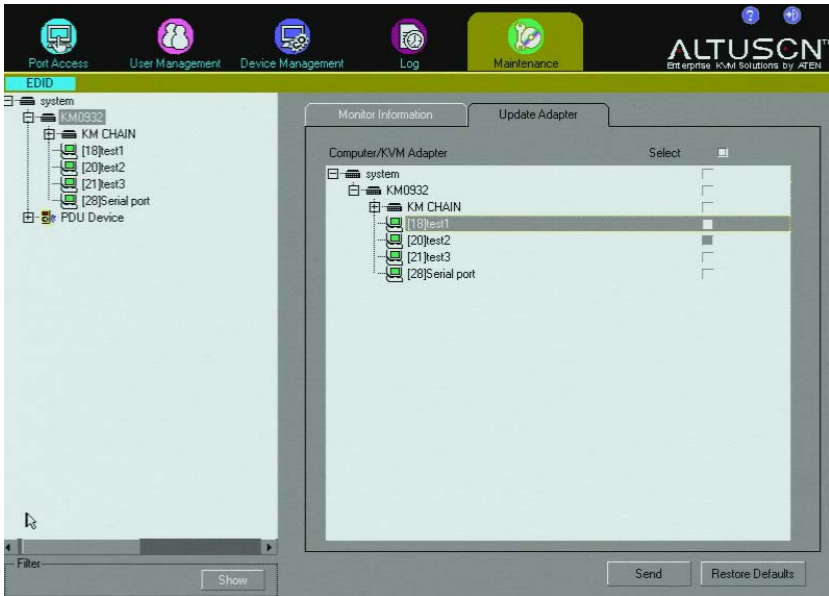 Port Access
User Management
Device Management
Log
Maintenance
ALTUSCN™
Enterprise KVM Solutions by ATEN
EDID
system
KM0932
KM CHAIN
[18]test1
[20]test2
[21]test3
[28]Serial port
PDU Device
Filter
Show
Monitor Information
Update Adapter
Computer/KVM Adapter Select
system
KM0932
KM CHAIN
[18]test1
[20]test2
[21]test3
[28]Serial port
Send
Restore Defaults